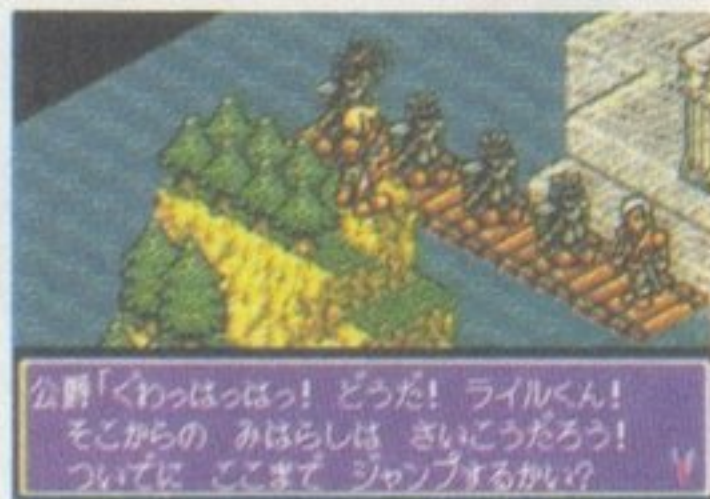 公爵「ぐわっはっはっ！ どうだ！ ライルくん！
そこからの みはらしは さいこうだろう！
ついでに ここまで ジャンプするかい？